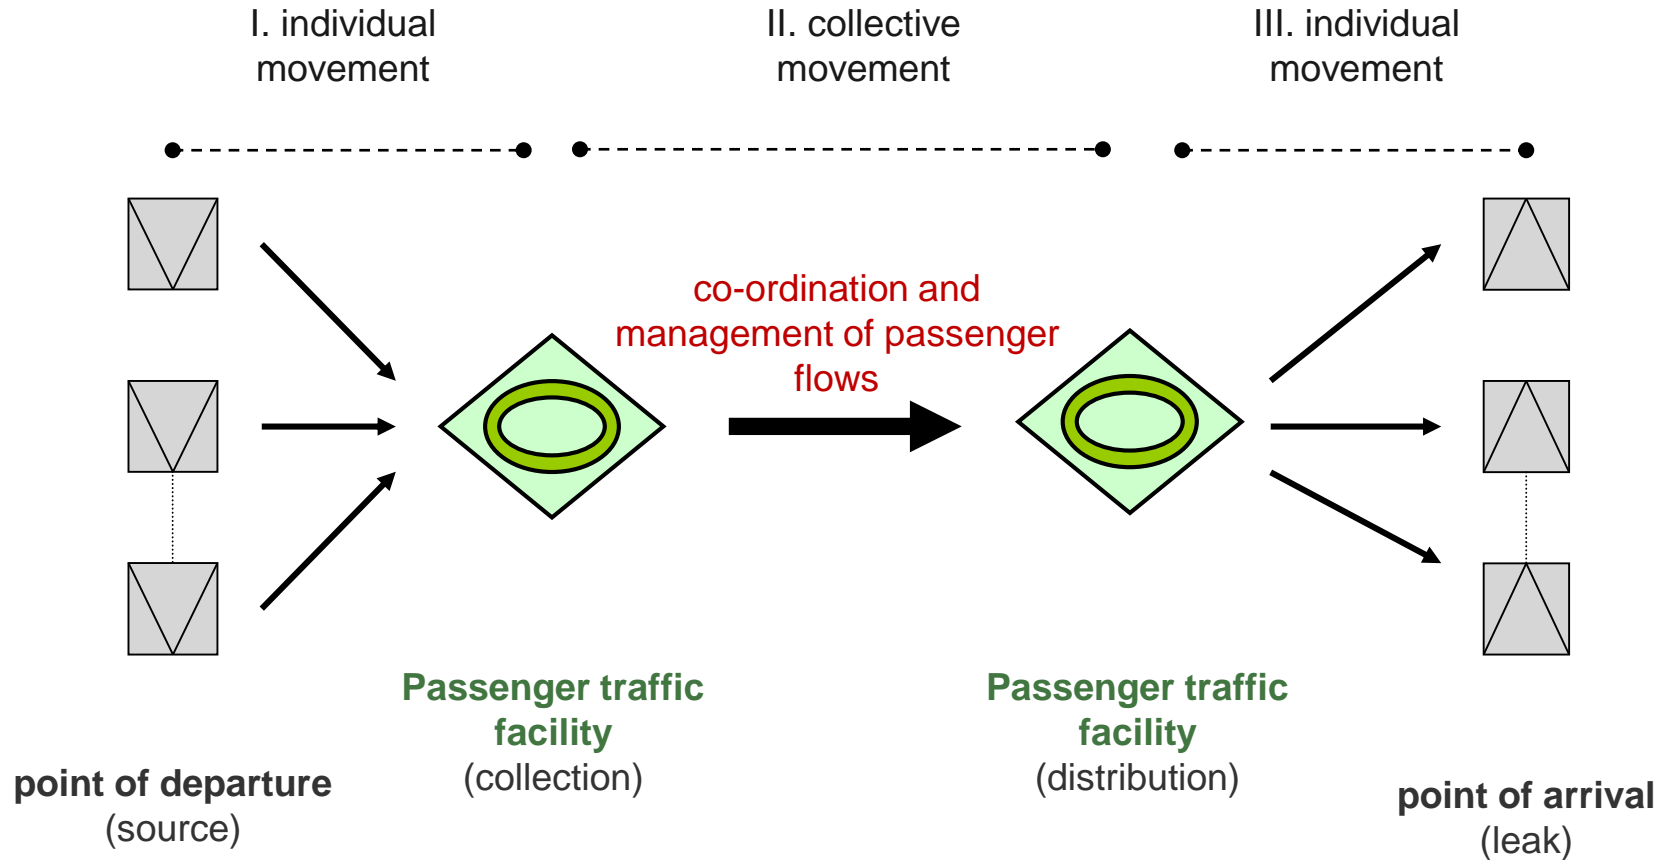 I. individual
movement
II. collective
movement
III. individual
movement
co-ordination and
management of passenger
flows
Passenger traffic
facility
(collection)
Passenger traffic
facility
(distribution)
point of departure
(source)
point of arrival
(leak)